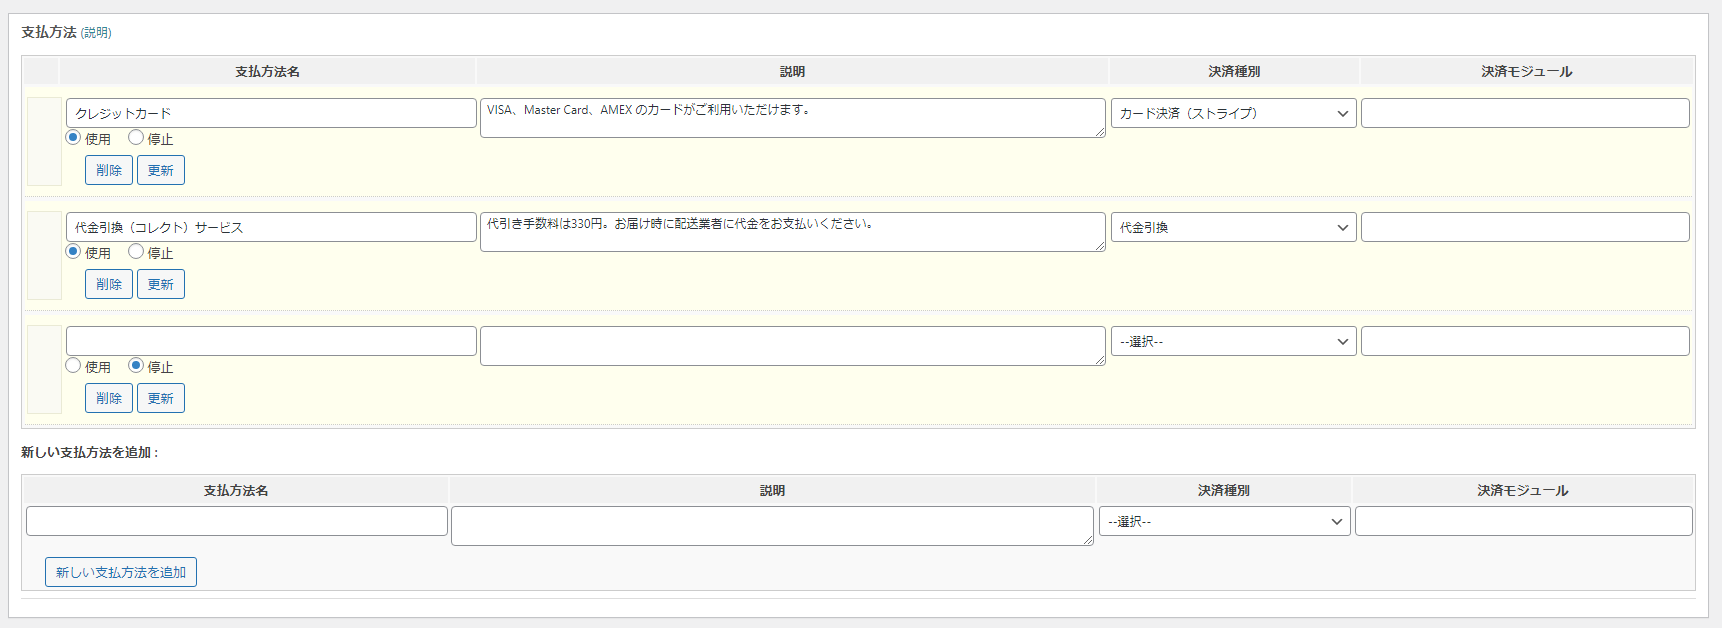 支払方法 (説明)
支払方法名 説明 決済種別 決済モジュール
クレジットカード VISA、Master Card、AMEX のカードがご利用いただけます。 カード決済（ストライプ）
使用 停止
削除 更新
代金引換（コレクト）サービス 代引き手数料は330円。お届け時に配送業者に代金をお支払いください。 代金引換
使用 停止
削除 更新
--選択--
使用 停止
削除 更新
新しい支払方法を追加 :
支払方法名 説明 決済種別 決済モジュール
--選択--
新しい支払方法を追加